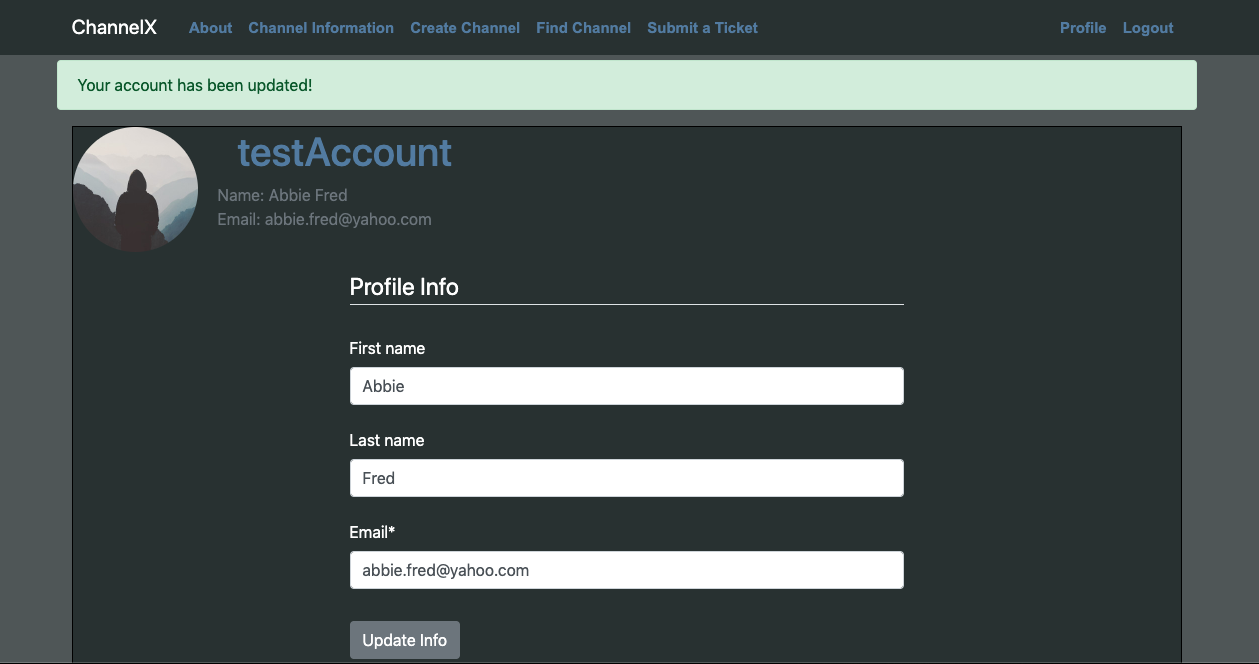 ChannelX About Channel Information Create Channel Find Channel Submit a Ticket Profile Logout
Your account has been updated!
testAccount
Name: Abbie Fred
Email: abbie.fred@yahoo.com
Profile Info
First name
Abbie
Last name
Fred
Email*
abbie.fred@yahoo.com
Update Info